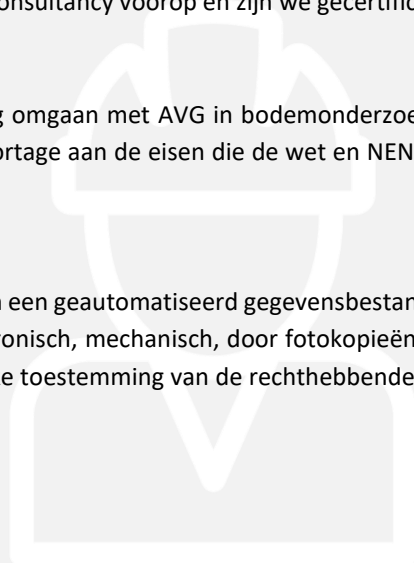 onsultancy voorop en zijn we gecertific
g omgaan met AVG in bodemonderzoe
ortage aan de eisen die de wet en NEN
een geautomatiseerd gegevensbestan
onisch, mechanisch, door fotokopieën
e toestemming van de rechthebbende